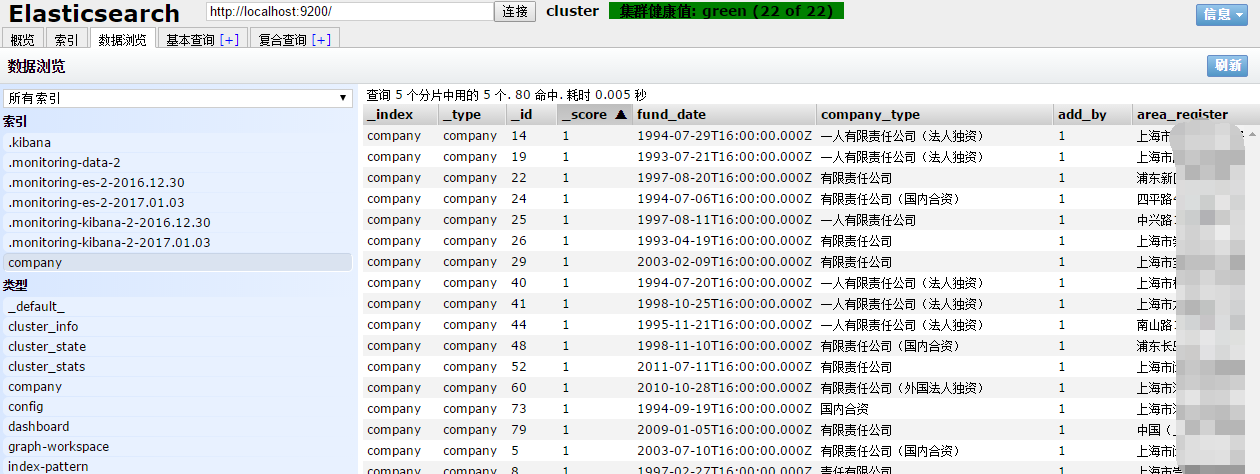 Elasticsearch http://localhost:9200/ 连接 cluster 集群健康值: green (22 of 22) 信息
概览 索引 数据浏览 基本查询 [+] 复合查询 [+]
数据浏览 刷新
所有索引
索引
.kibana
.monitoring-data-2
.monitoring-es-2-2016.12.30
.monitoring-es-2-2017.01.03
.monitoring-kibana-2-2016.12.30
.monitoring-kibana-2-2017.01.03
company
类型
_default_
cluster_info
cluster_state
cluster_stats
company
config
dashboard
graph-workspace
index-pattern
查询 5 个分片中用的 5 个. 80 命中. 耗时 0.005 秒
_index _type _id _score ▲ fund_date company_type add_by area_register
company company 14 1 1994-07-29T16:00:00.000Z 一人有限责任公司（法人独资） 1 上海市
company company 19 1 1993-07-21T16:00:00.000Z 一人有限责任公司（法人独资） 1 上海市
company company 22 1 1997-08-20T16:00:00.000Z 有限责任公司 1 浦东新
company company 24 1 1994-07-06T16:00:00.000Z 有限责任公司（国内合资） 1 四平路
company company 25 1 1997-08-11T16:00:00.000Z 一人有限责任公司 1 中兴路
company company 26 1 1993-04-19T16:00:00.000Z 有限责任公司 1 上海市
company company 29 1 2003-02-09T16:00:00.000Z 有限责任公司 1 上海市
company company 40 1 1994-07-20T16:00:00.000Z 一人有限责任公司（法人独资） 1 上海市
company company 41 1 1998-10-25T16:00:00.000Z 一人有限责任公司（法人独资） 1 上海市
company company 44 1 1995-11-21T16:00:00.000Z 一人有限责任公司（法人独资） 1 南山路
company company 48 1 1998-11-10T16:00:00.000Z 有限责任公司（国内合资） 1 浦东长
company company 52 1 2011-07-11T16:00:00.000Z 有限责任公司 1 上海市
company company 60 1 2010-10-28T16:00:00.000Z 有限责任公司（外国法人独资） 1 上海市
company company 73 1 1994-09-19T16:00:00.000Z 国内合资 1 上海市
company company 79 1 2009-01-05T16:00:00.000Z 有限责任公司 1 中国（
company company 5 1 2003-07-10T16:00:00.000Z 有限责任公司（国内合资） 1 上海市
company company 8 1 1997-02-27T16:00:00.000Z 责任有限公司 1 上海市